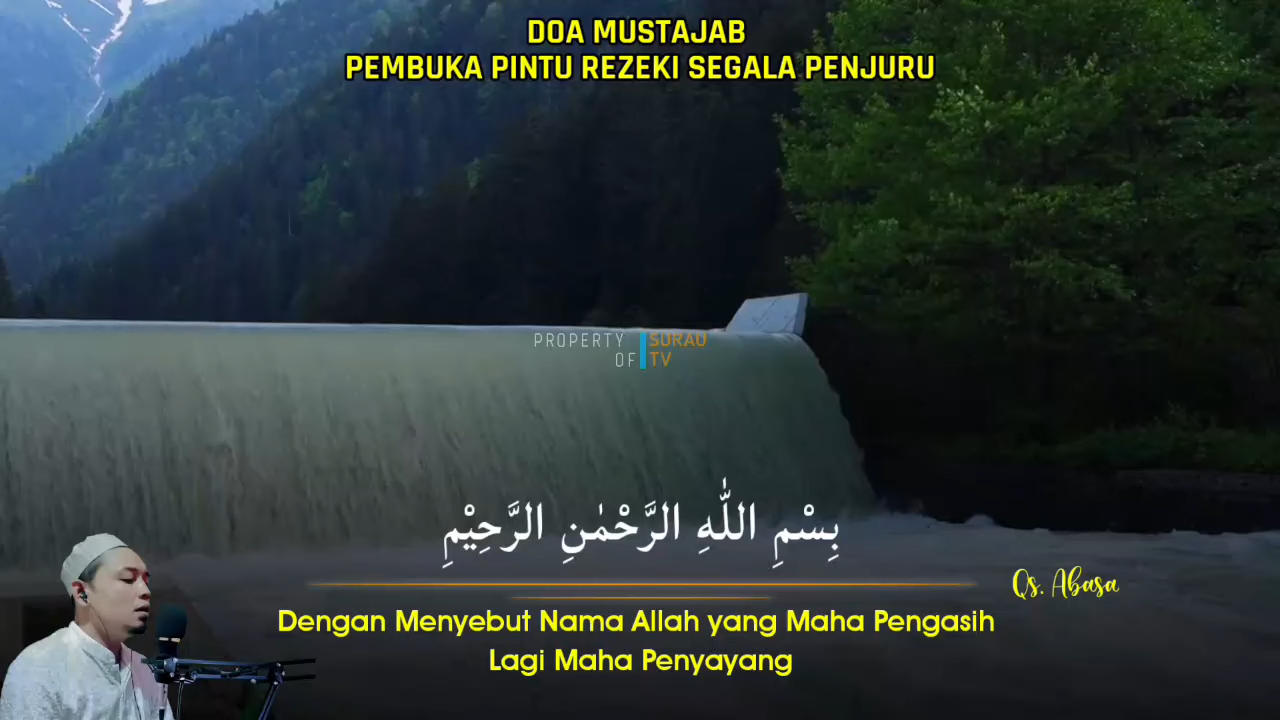 DOA MUSTAJAB
PEMBUKA PINTU REZEKI SEGALA PENJURU
PROPERTY OF
SURAU TV
بِسْمِ اللّٰهِ الرَّحْمٰنِ الرَّحِيْمِ
Qs. Abasa
Dengan Menyebut Nama Allah yang Maha Pengasih
Lagi Maha Penyayang